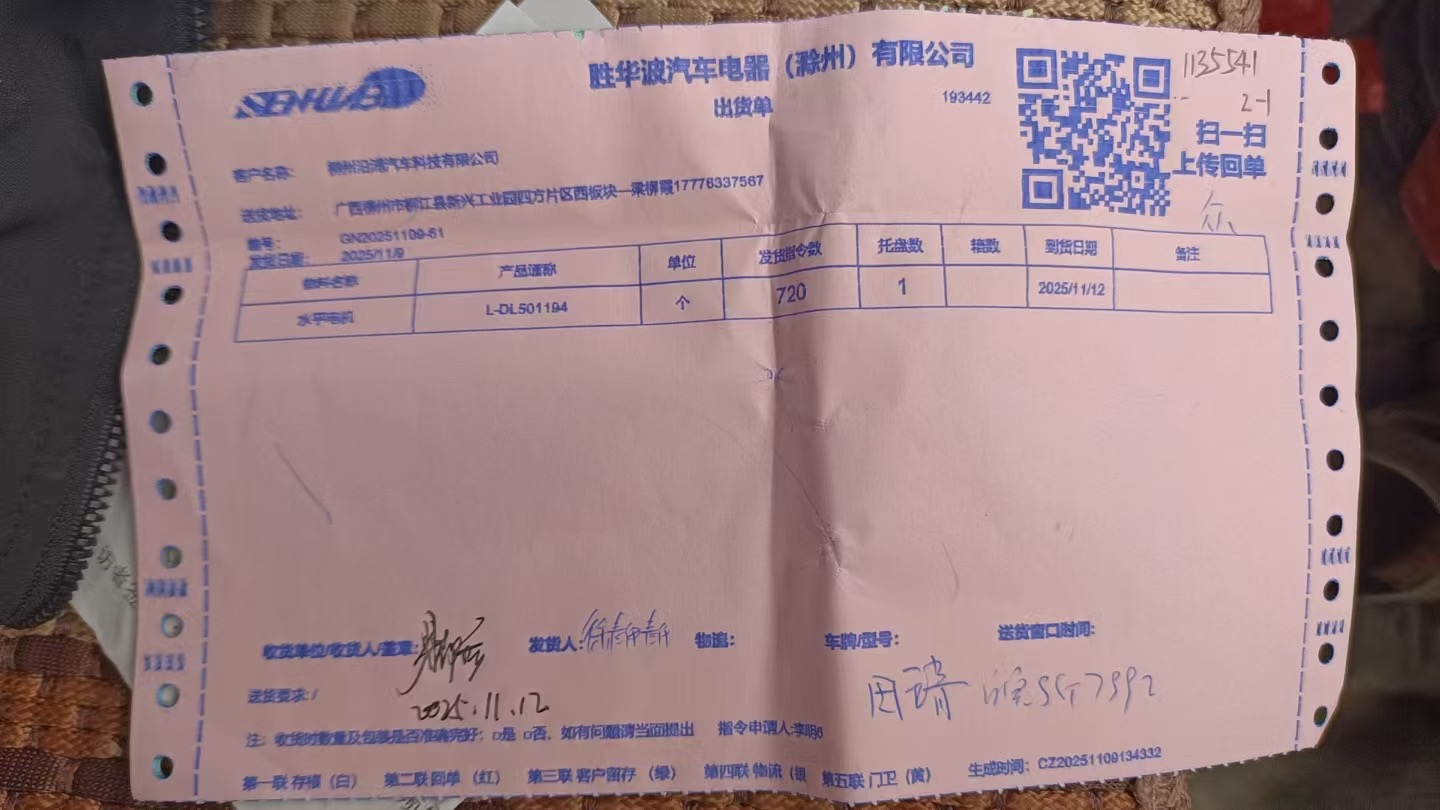 SENHWABO
胜华波汽车电器（滁州）有限公司
出货单
193442
1135541
2-1
扫一扫
上传回单
客户名称： 柳州沿浦汽车科技有限公司
送货地址： 广西柳州市柳江县新兴工业园四方片区西板块—梁柳霞17776337567
编号： GN20251109-61
发货日期： 2025/11/9
物料名称 产品通称 单位 发货指令数 托盘数 箱数 到货日期 备注
水平电机 L-DL501194 个 720 1 2025/11/12
收货单位/收货人/盖章： 发货人： 物流： 车牌/型号： 送货窗口时间：
送货要求：/
2025.11.12
注：收货时数量及包装是否准确完好：□是 □否，如有问题请当面提出 指令申请人:李明6
第一联 存根（白） 第二联 回单（红） 第三联 客户留存（绿） 第四联 物流（银 第五联 门卫（黄） 生成时间：CZ20251109134332